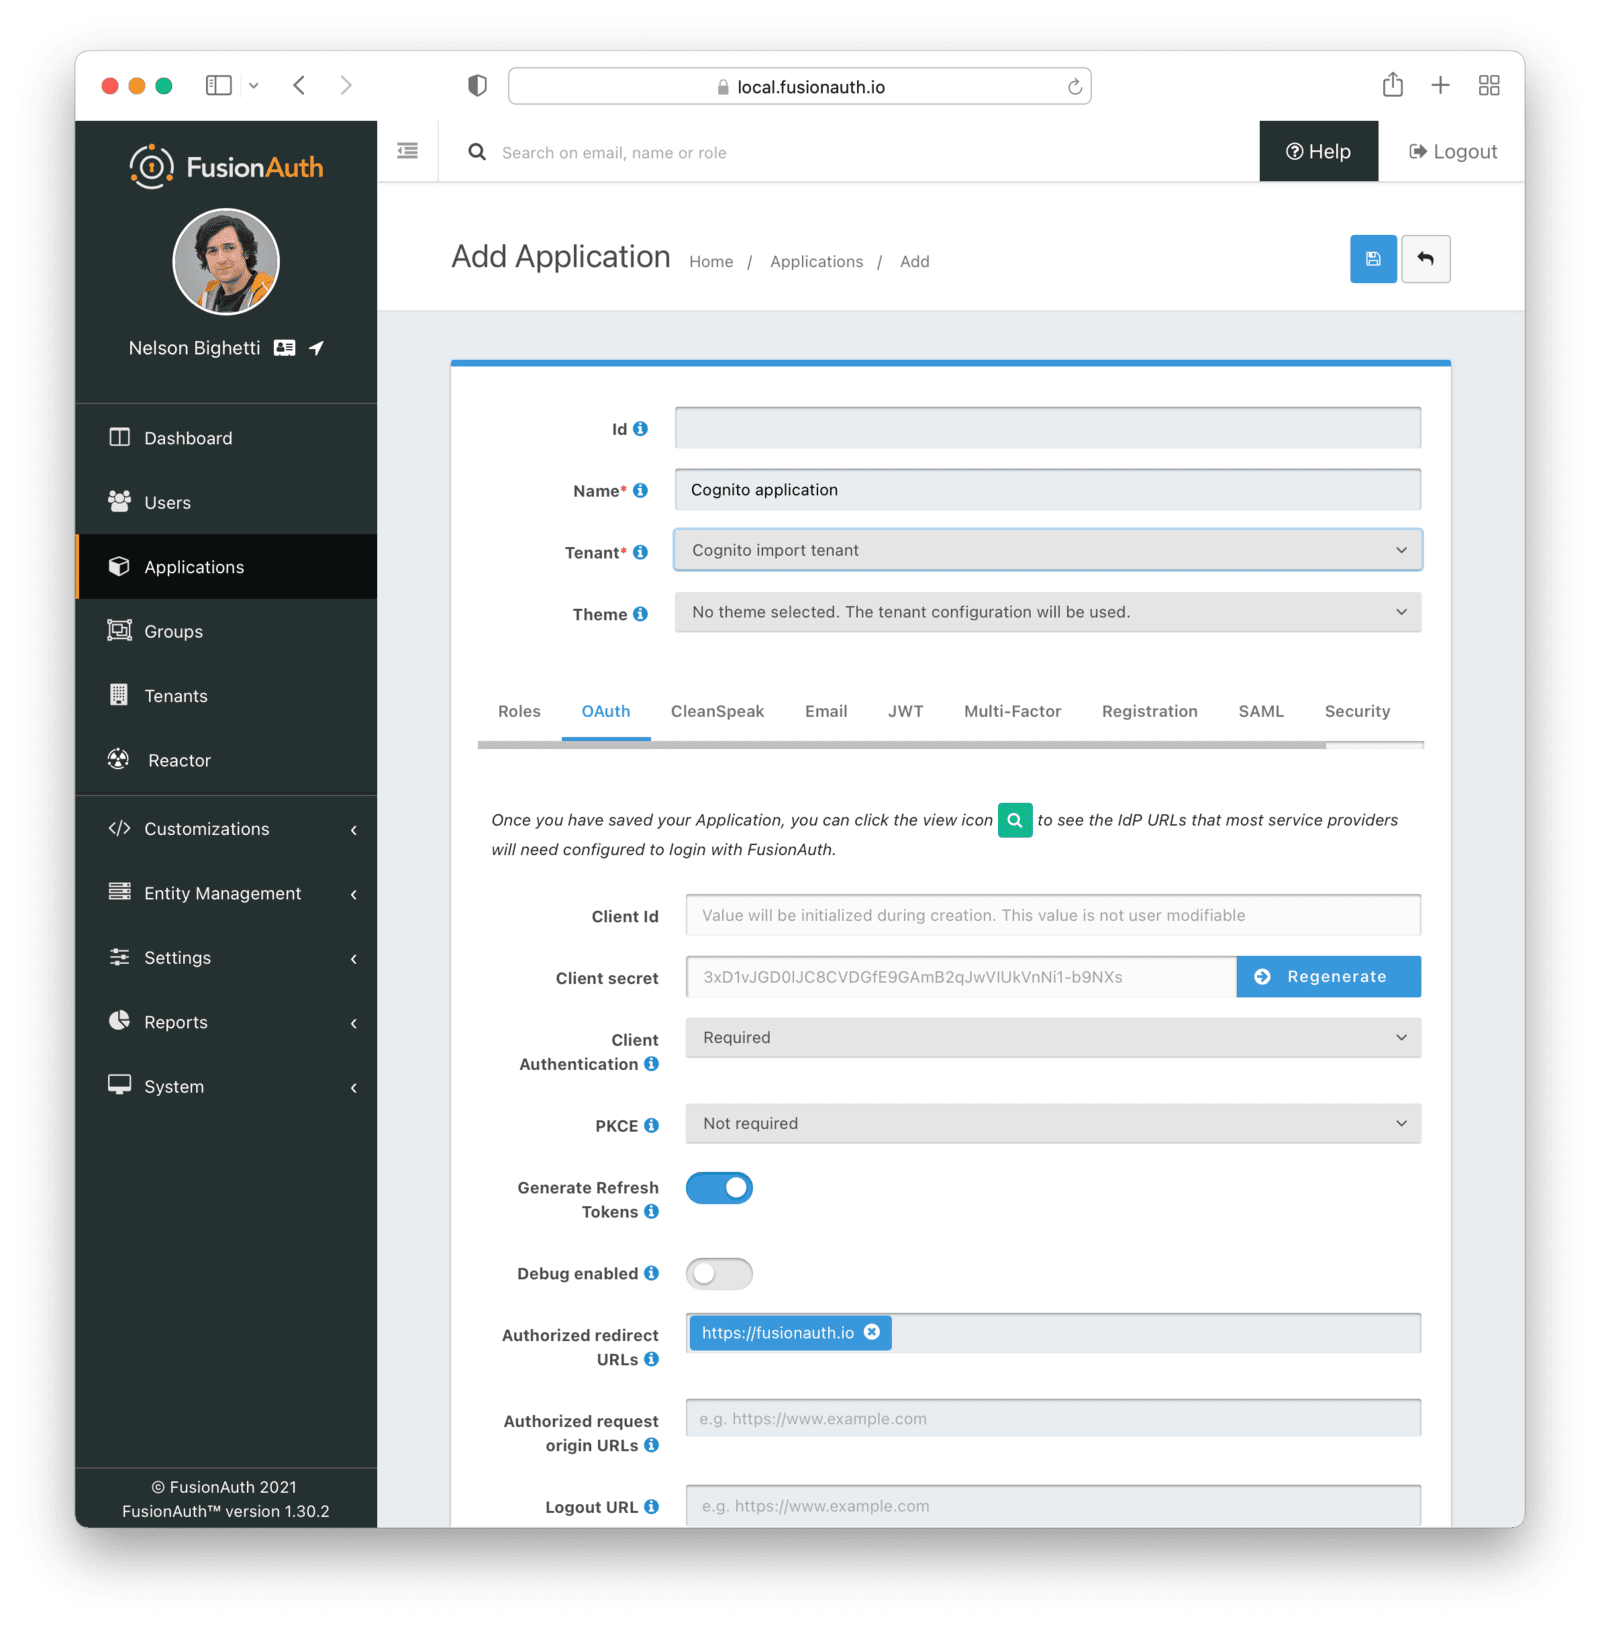 local.fusionauth.io
FusionAuth
Search on email, name or role
Help
Logout
Nelson Bighetti
Dashboard
Users
Applications
Groups
Tenants
Reactor
Customizations
Entity Management
Settings
Reports
System
© FusionAuth 2021
FusionAuth™ version 1.30.2
Add Application
Home / Applications / Add
Id
Name*
Cognito application
Tenant*
Cognito import tenant
Theme
No theme selected. The tenant configuration will be used.
Roles OAuth CleanSpeak Email JWT Multi-Factor Registration SAML Security
Once you have saved your Application, you can click the view icon to see the IdP URLs that most service providers
will need configured to login with FusionAuth.
Client Id
Value will be initialized during creation. This value is not user modifiable
Client secret
3xD1vJGD0lJC8CVDGfE9GAmB2qJwVIUkVnNi1-b9NXs
Regenerate
Client
Authentication
Required
PKCE
Not required
Generate Refresh
Tokens
Debug enabled
Authorized redirect
URLs
https://fusionauth.io
Authorized request
origin URLs
e.g. https://www.example.com
Logout URL
e.g. https://www.example.com